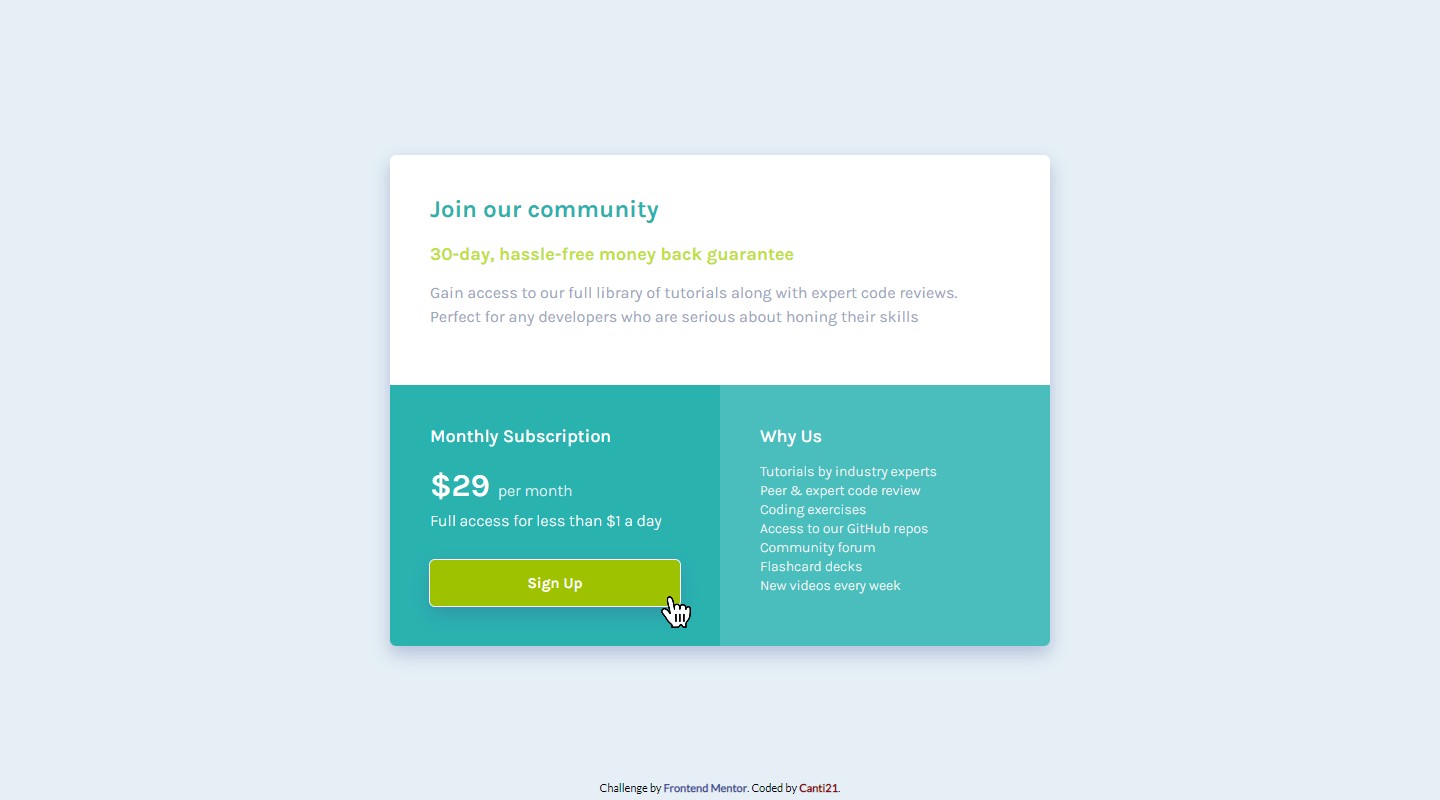 Join our community
30-day, hassle-free money back guarantee
Gain access to our full library of tutorials along with expert code reviews.
Perfect for any developers who are serious about honing their skills
Monthly Subscription
$29 per month
Full access for less than $1 a day
Sign Up
Why Us
Tutorials by industry experts
Peer & expert code review
Coding exercises
Access to our GitHub repos
Community forum
Flashcard decks
New videos every week
Challenge by Frontend Mentor. Coded by Canti21.